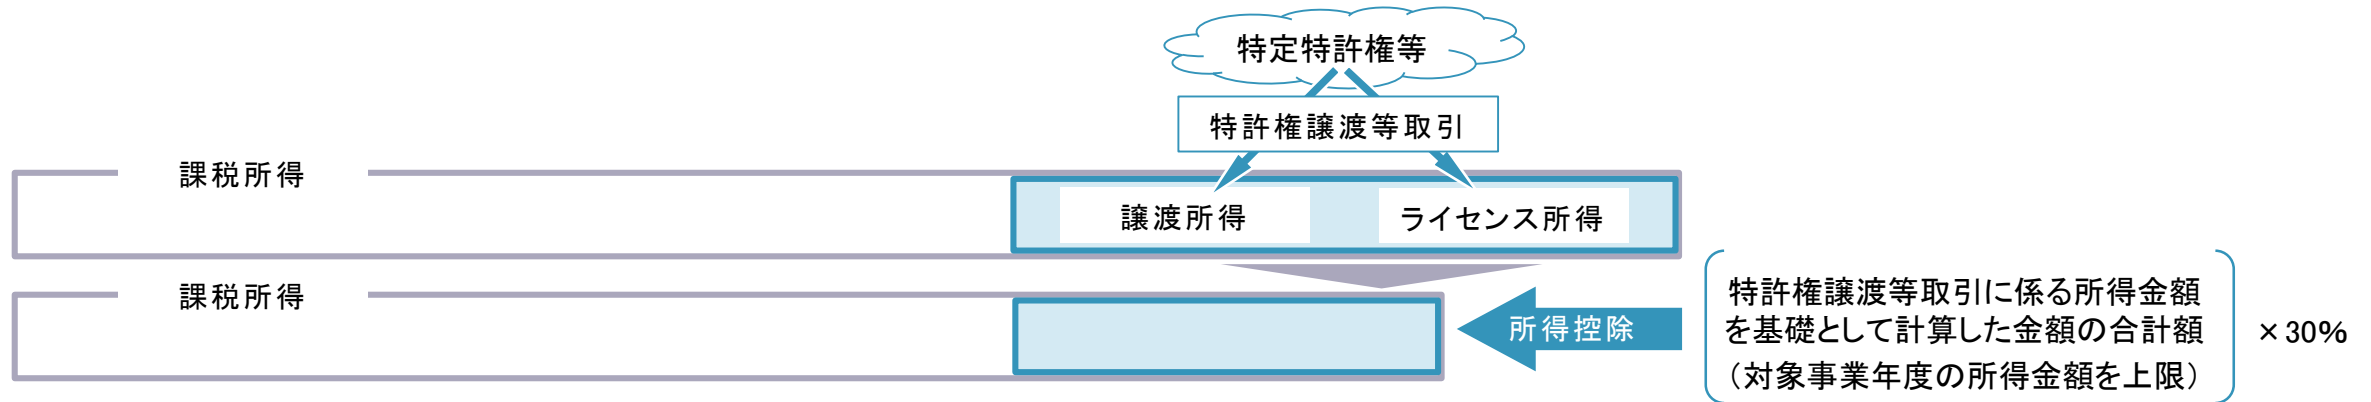 特定特許権等
特許権譲渡等取引
課税所得
譲渡所得
ライセンス所得
課税所得
所得控除
特許権譲渡等取引に係る所得金額
を基礎として計算した金額の合計額
（対象事業年度の所得金額を上限）
×30%